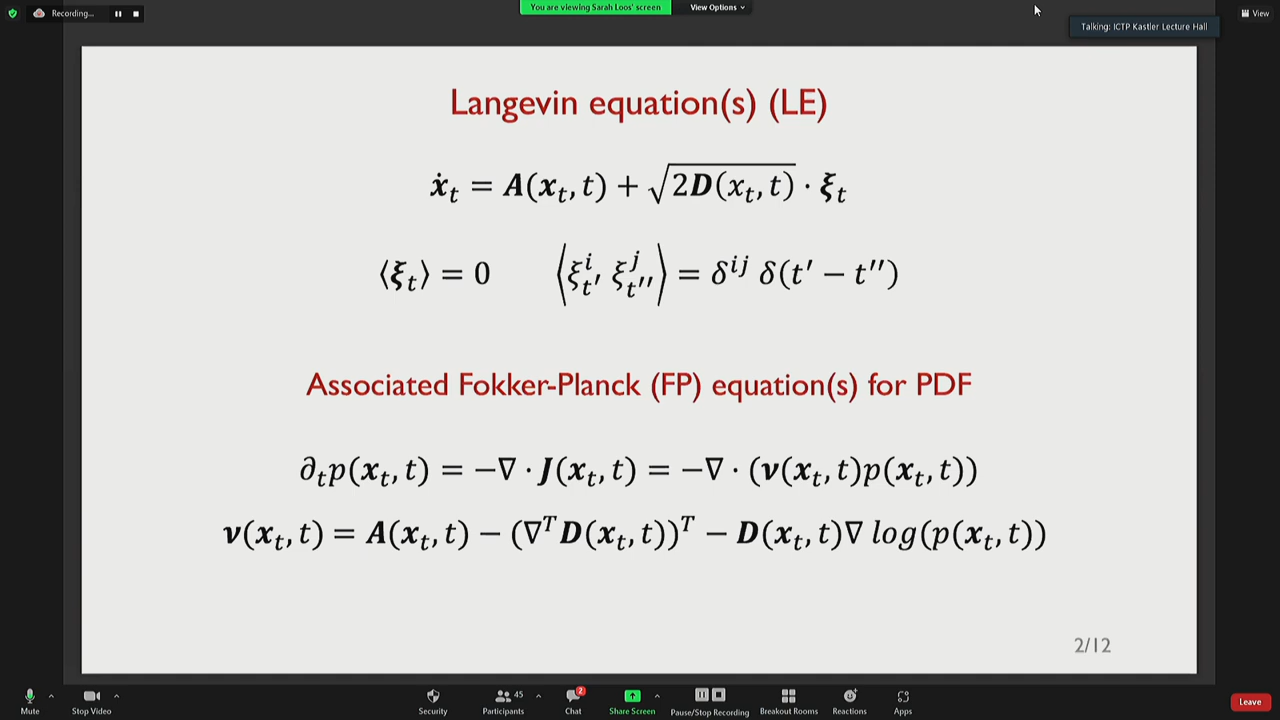 Recording...
You are viewing Sarah Loos' screen
View Options
View
Talking: ICTP Kastler Lecture Hall
Langevin equation(s) (LE)
ẋ_t = A(x_t, t) + √(2D(x_t, t)) · ξ_t
⟨ξ_t⟩ = 0 ⟨ξ^i_{t′} ξ^j_{t′′}⟩ = δ^{ij} δ(t′ − t′′)
Associated Fokker-Planck (FP) equation(s) for PDF
∂_t p(x_t, t) = −∇ · J(x_t, t) = −∇ · (ν(x_t, t)p(x_t, t))
ν(x_t, t) = A(x_t, t) − (∇^T D(x_t, t))^T − D(x_t, t)∇ log(p(x_t, t))
2/12
Mute
Stop Video
Security
45
Participants
2
Chat
Share Screen
Pause/Stop Recording
Breakout Rooms
Reactions
Apps
Leave